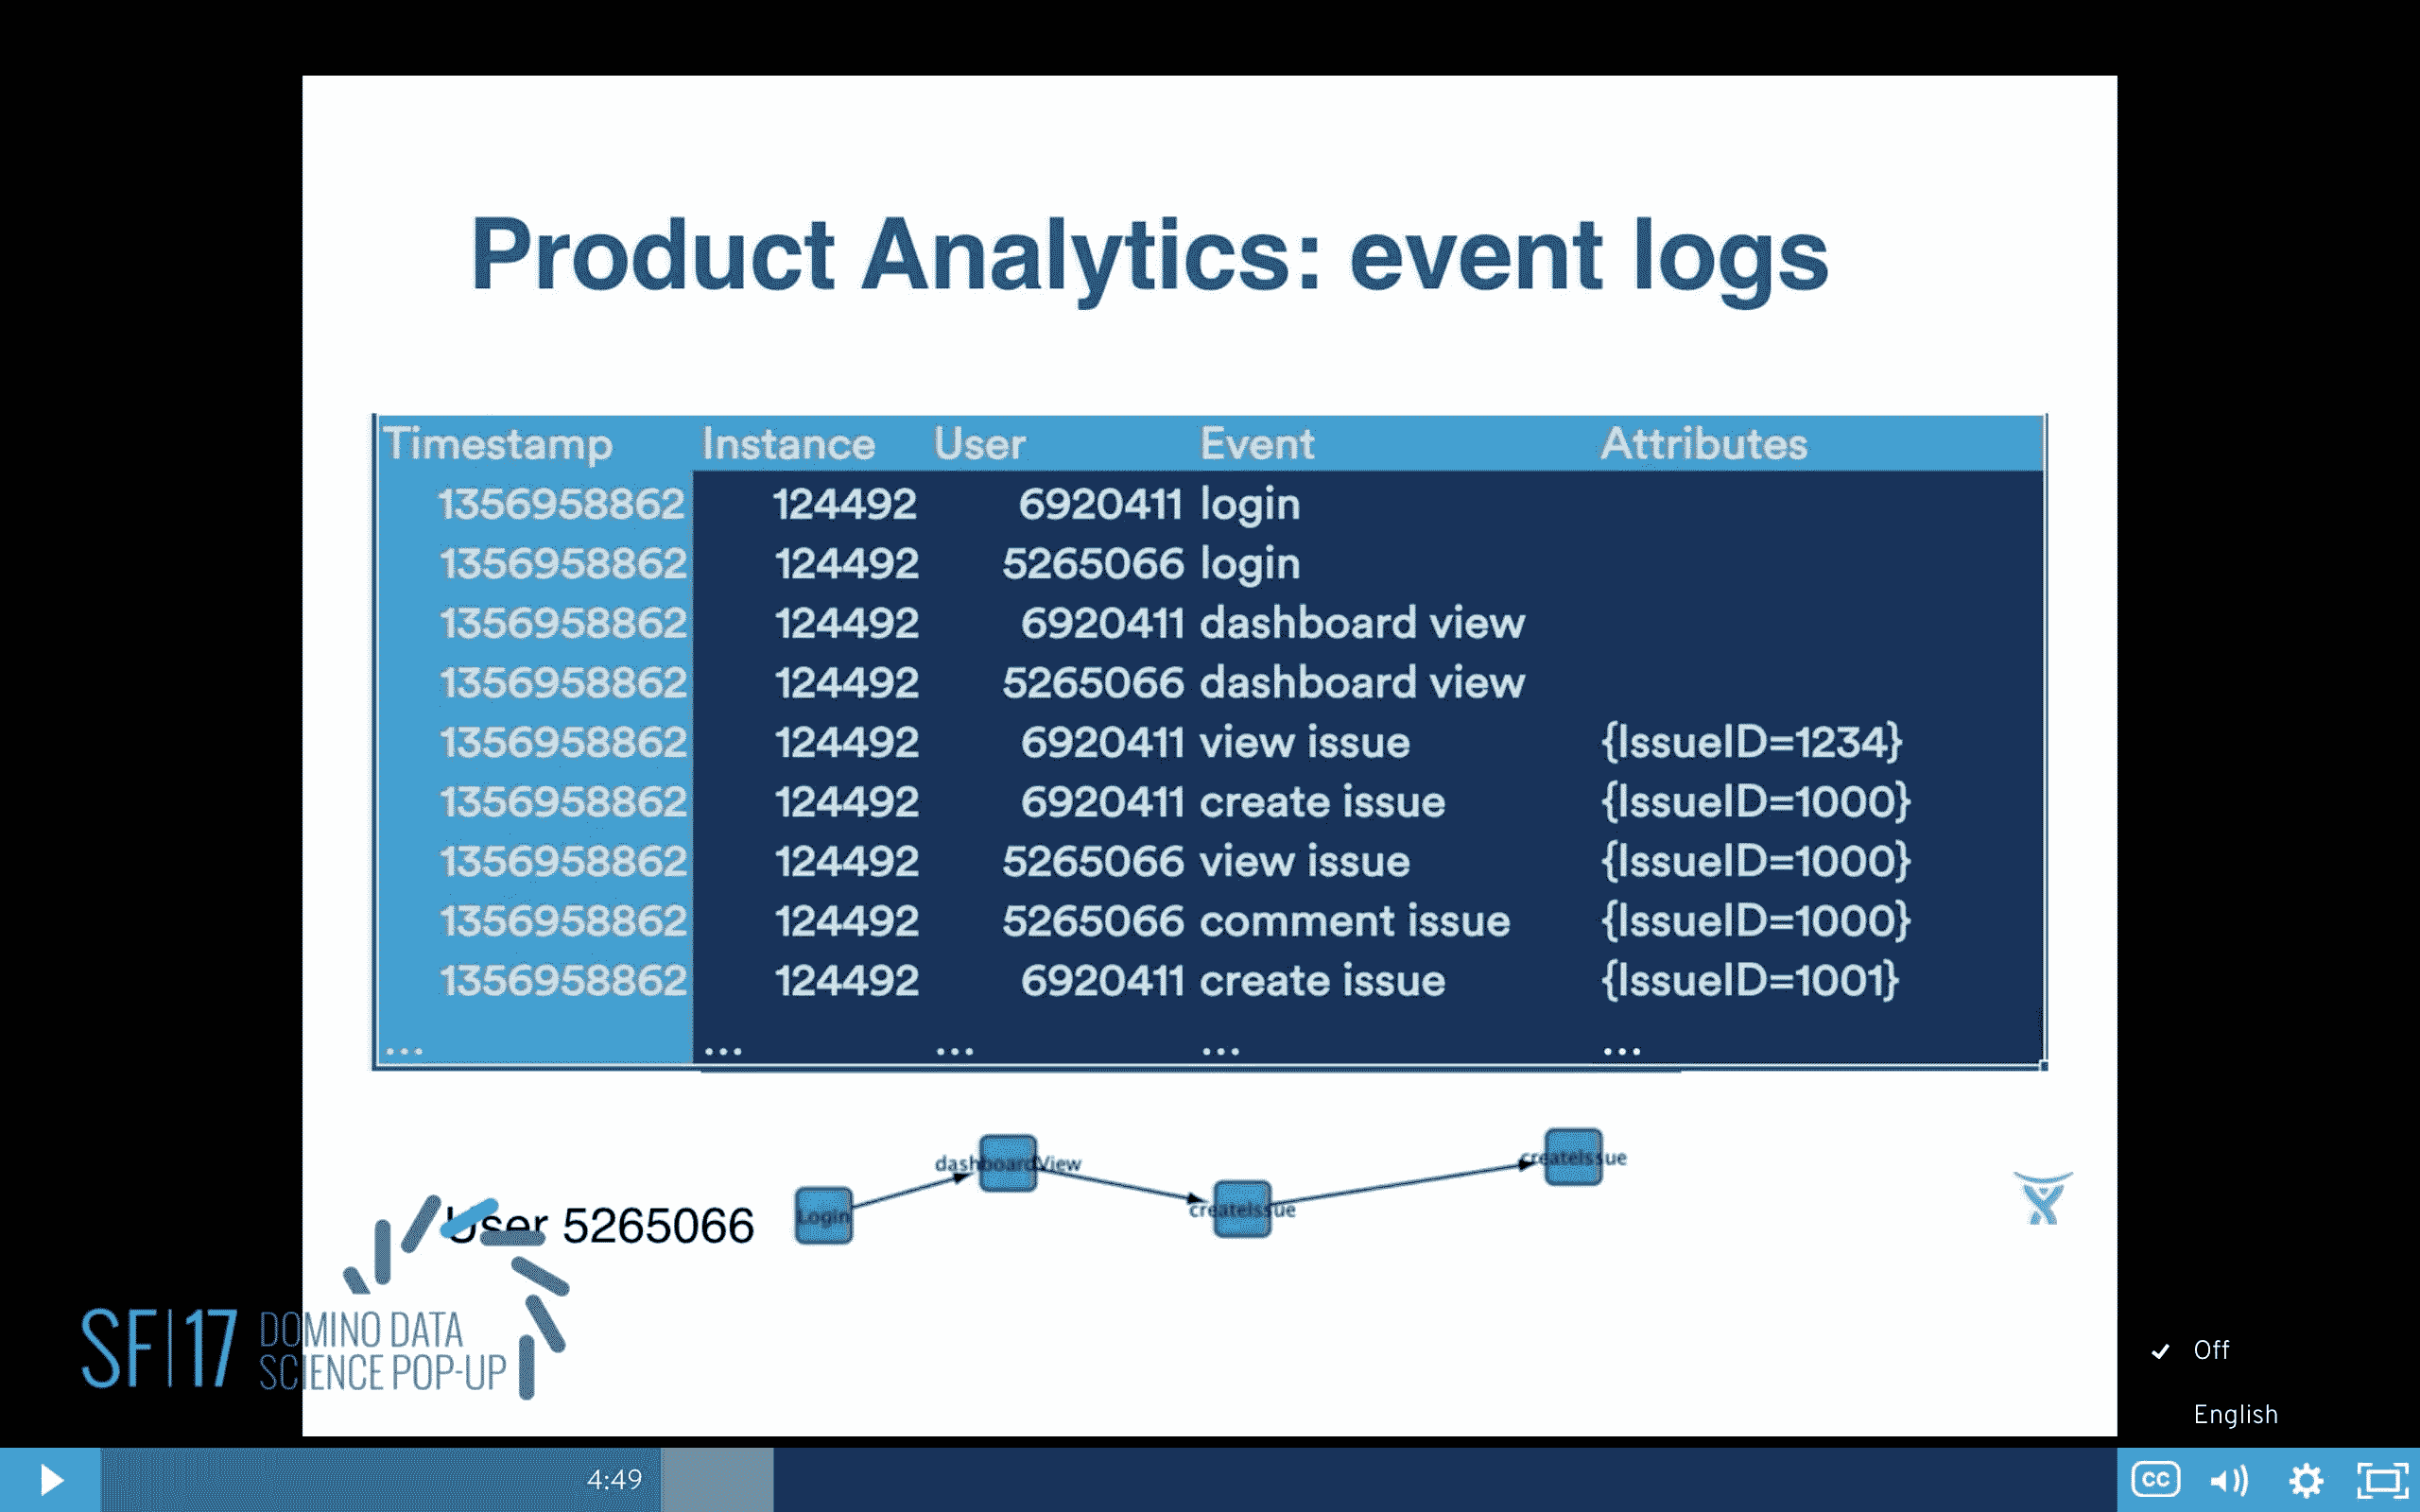 Product Analytics: event logs
Timestamp Instance User Event Attributes
1356958862 124492 6920411 login
1356958862 124492 5265066 login
1356958862 124492 6920411 dashboard view
1356958862 124492 5265066 dashboard view
1356958862 124492 6920411 view issue {IssueID=1234}
1356958862 124492 6920411 create issue {IssueID=1000}
1356958862 124492 5265066 view issue {IssueID=1000}
1356958862 124492 5265066 comment issue {IssueID=1000}
1356958862 124492 6920411 create issue {IssueID=1001}
... ... ... ... ...
User 5265066
Login
dashboardView
createIssue
createIssue
SF|17
DOMINO DATA
SCIENCE POP-UP
Off
English
4:49
CC